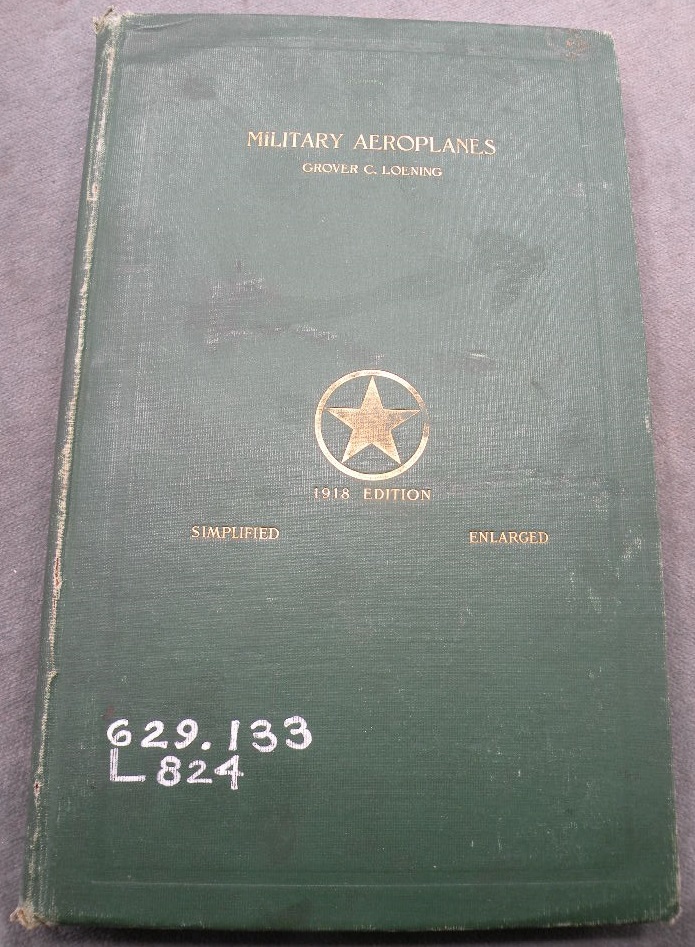 MILITARY AEROPLANES
GROVER C. LOENING
1918 EDITION
SIMPLIFIED ENLARGED
629.133
L824